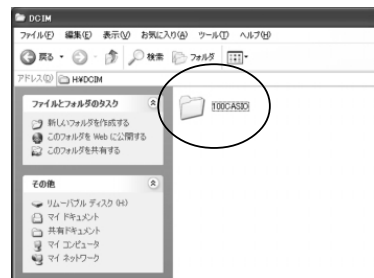 DCIM
ファイル(F) 編集(E) 表示(V) お気に入り(A) ツール(T) ヘルプ(H)
戻る 検索 フォルダ
アドレス(D) H:¥DCIM
ファイルとフォルダのタスク
新しいフォルダを作成する
このフォルダを Web に公開する
このフォルダを共有する
100CASIO
その他
リムーバブル ディスク (H)
マイ ドキュメント
共有ドキュメント
マイ コンピュータ
マイ ネットワーク